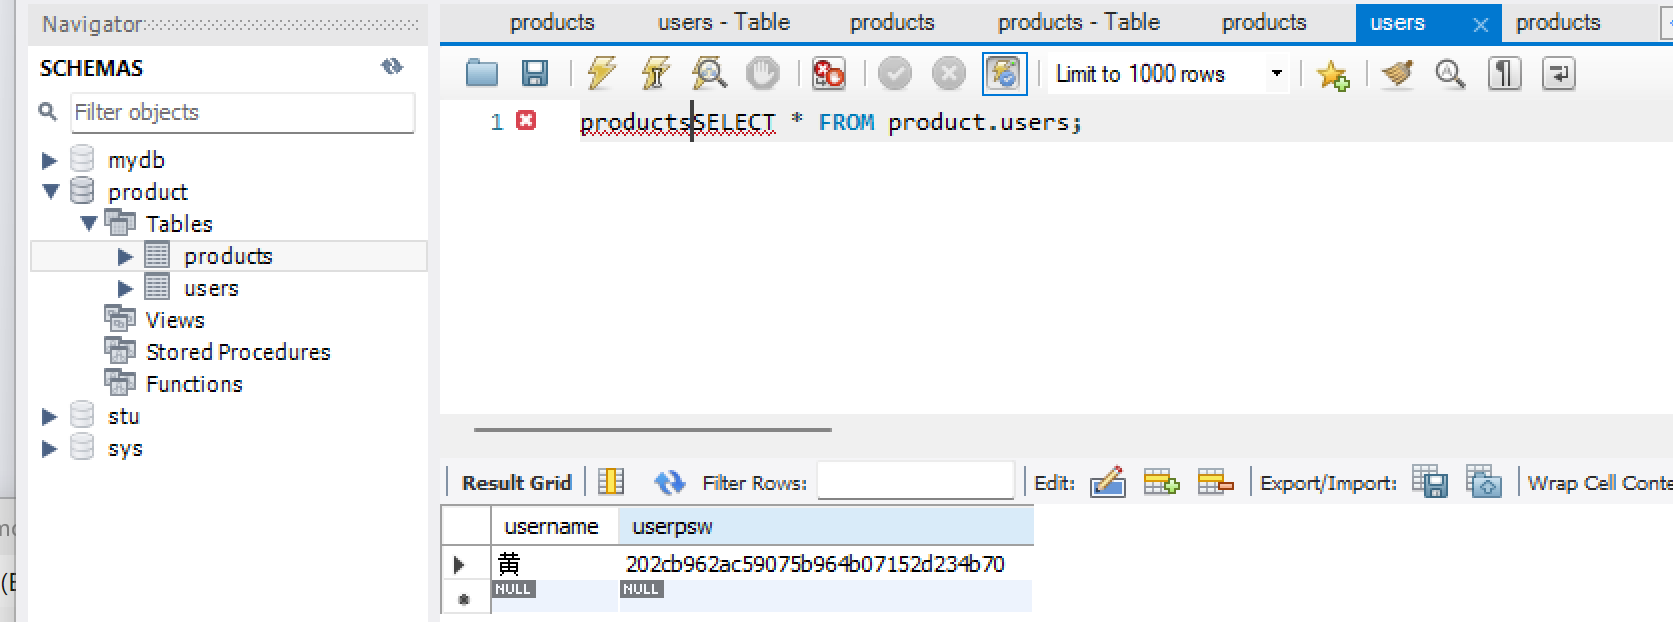 Navigator
SCHEMAS
Filter objects
mydb
product
Tables
products
users
Views
Stored Procedures
Functions
stu
sys
products users - Table products products - Table products users products
Limit to 1000 rows
1 productsSELECT * FROM product.users;
Result Grid Filter Rows: Edit: Export/Import: Wrap Cell Conte
username userpsw
黄 202cb962ac59075b964b07152d234b70
NULL NULL